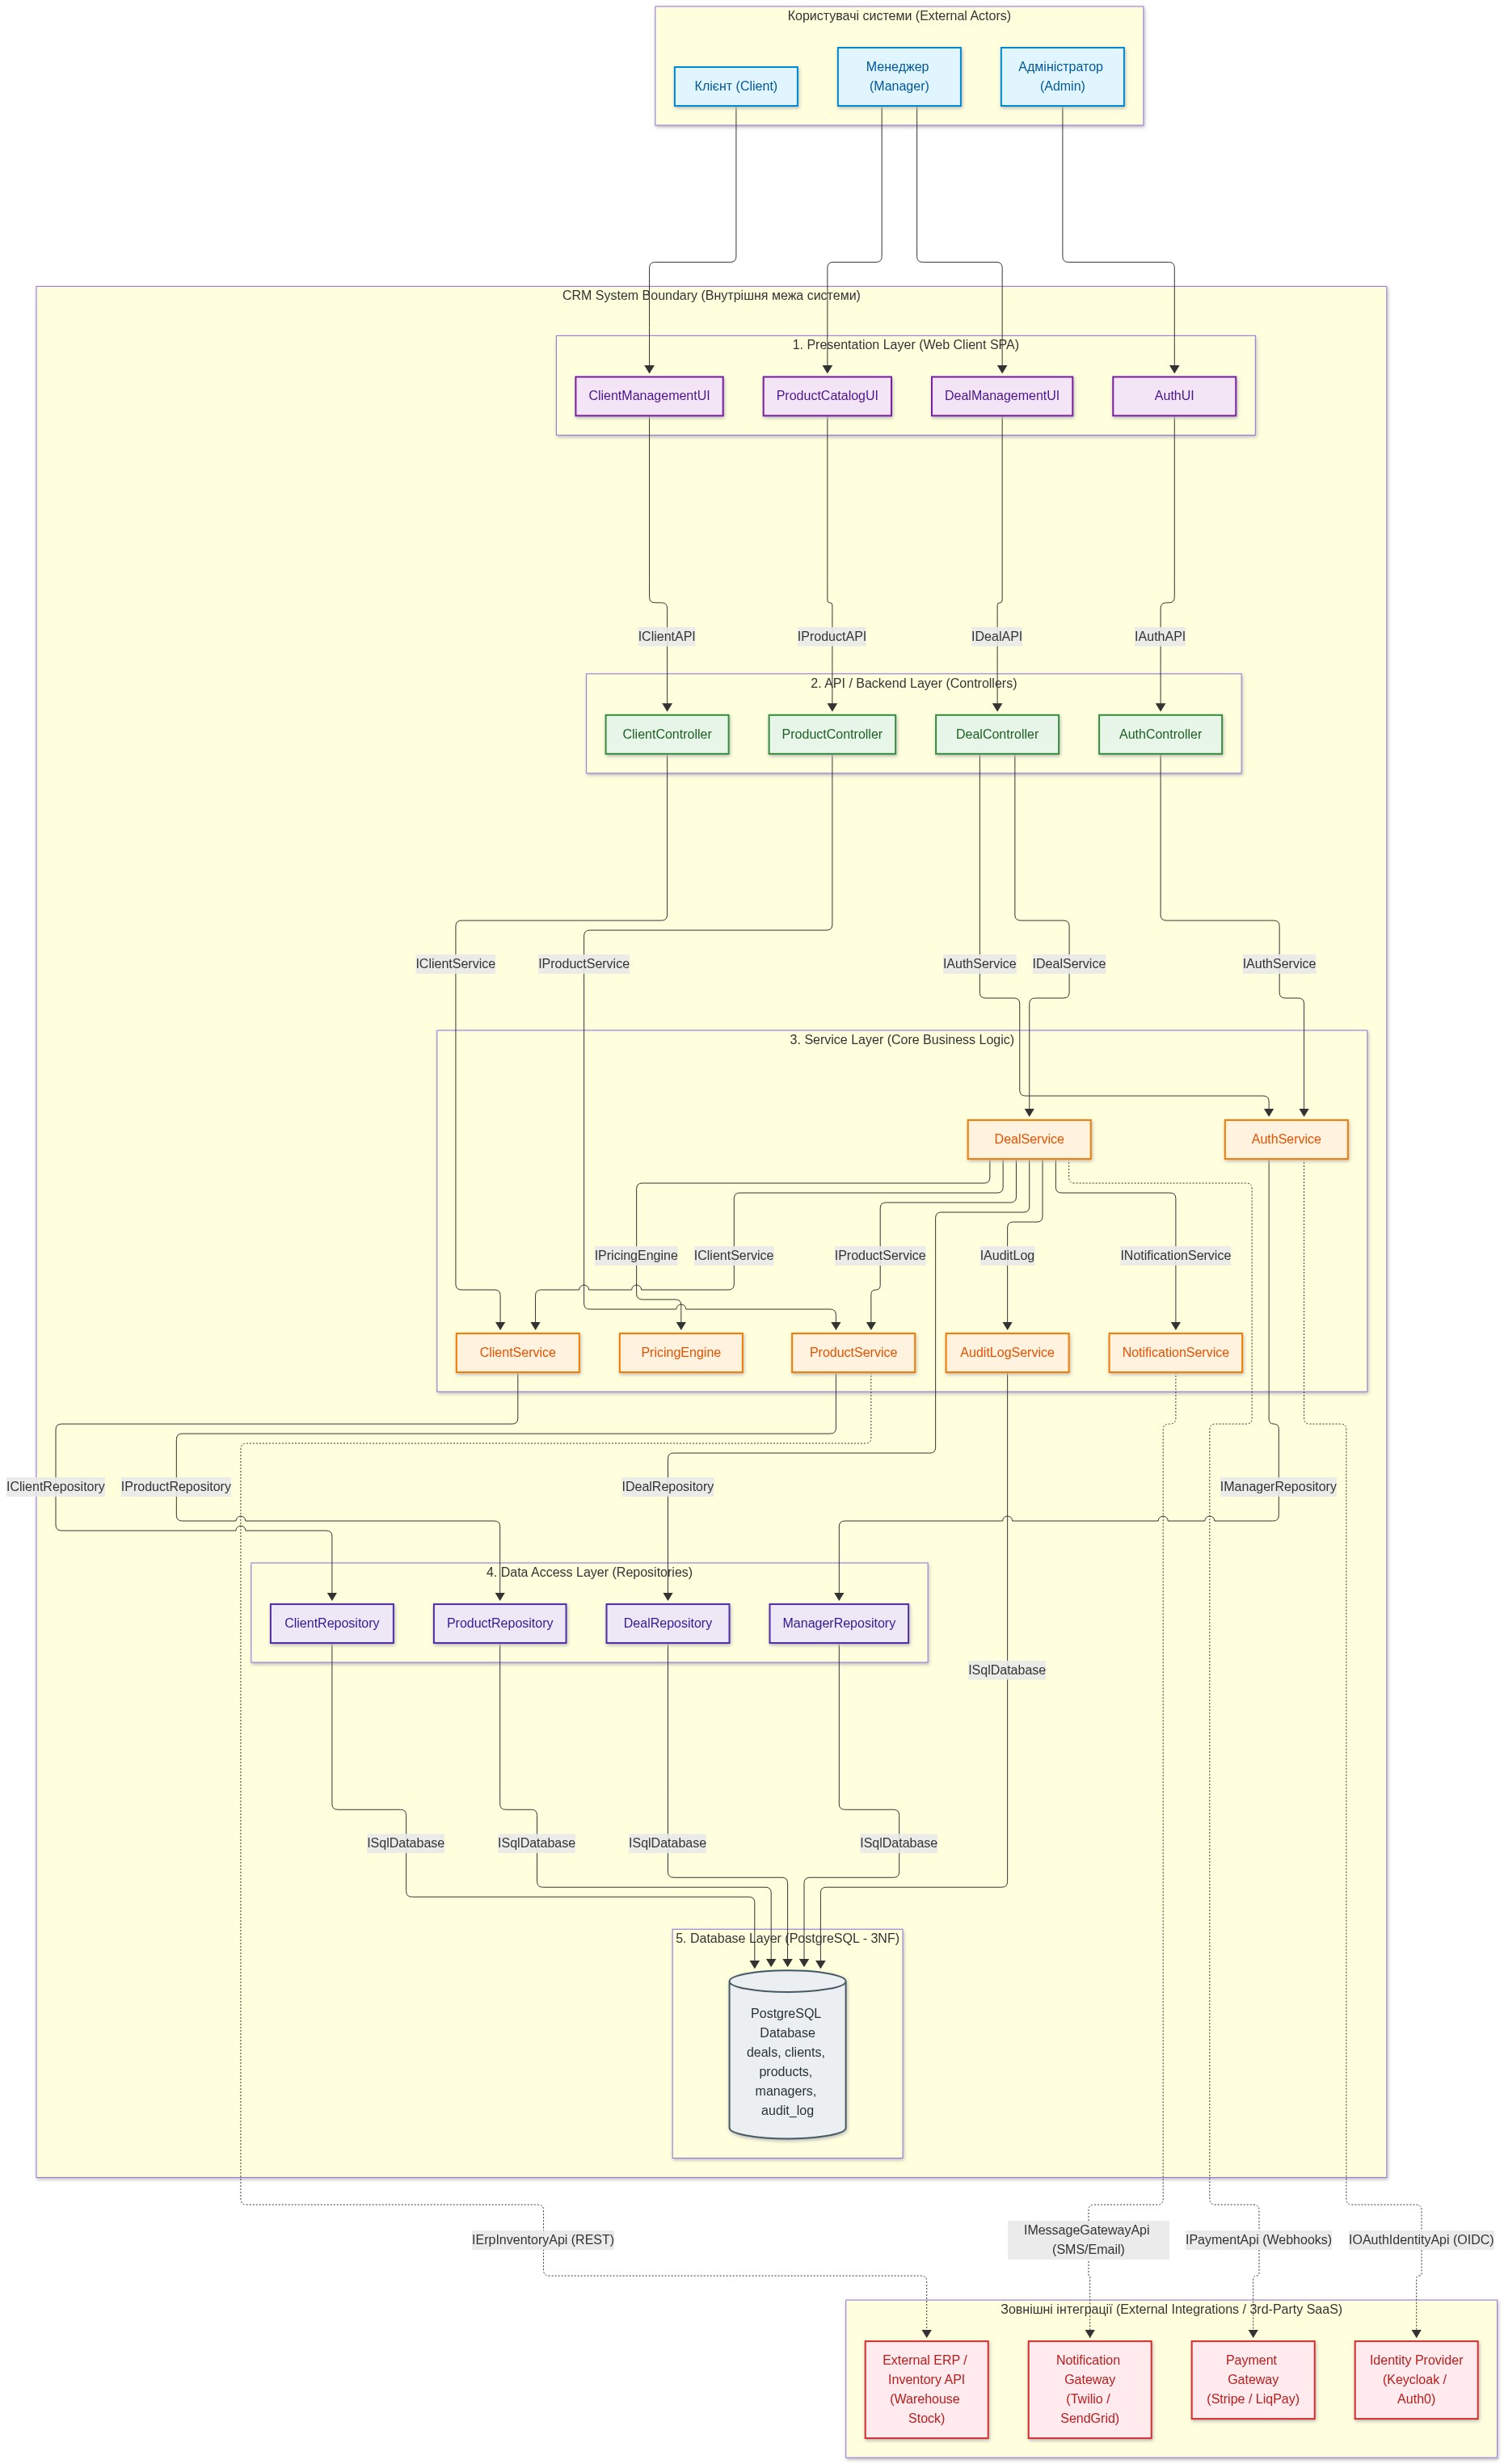 Користувачі системи (External Actors)
Клієнт (Client)
Менеджер
(Manager)
Адміністратор
(Admin)
CRM System Boundary (Внутрішня межа системи)
1. Presentation Layer (Web Client SPA)
ClientManagementUI
ProductCatalogUI
DealManagementUI
AuthUI
IClientAPI
IProductAPI
IDealAPI
IAuthAPI
2. API / Backend Layer (Controllers)
ClientController
ProductController
DealController
AuthController
IClientService
IProductService
IAuthService
IDealService
IAuthService
3. Service Layer (Core Business Logic)
DealService
AuthService
IPricingEngine
IClientService
IProductService
IAuditLog
INotificationService
ClientService
PricingEngine
ProductService
AuditLogService
NotificationService
IClientRepository
IProductRepository
IDealRepository
IManagerRepository
4. Data Access Layer (Repositories)
ClientRepository
ProductRepository
DealRepository
ManagerRepository
ISqlDatabase
ISqlDatabase
ISqlDatabase
ISqlDatabase
ISqlDatabase
5. Database Layer (PostgreSQL - 3NF)
PostgreSQL
Database
deals, clients,
products,
managers,
audit_log
IErpInventoryApi (REST)
IMessageGatewayApi
(SMS/Email)
IPaymentApi (Webhooks)
IOAuthIdentityApi (OIDC)
Зовнішні інтеграції (External Integrations / 3rd-Party SaaS)
External ERP /
Inventory API
(Warehouse
Stock)
Notification
Gateway
(Twilio /
SendGrid)
Payment
Gateway
(Stripe / LiqPay)
Identity Provider
(Keycloak /
Auth0)